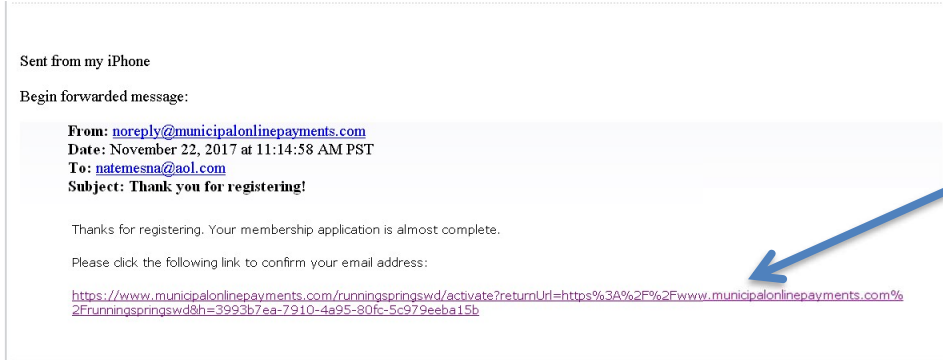 Sent from my iPhone
Begin forwarded message:
From: noreply@municipalonlinepayments.com
Date: November 22, 2017 at 11:14:58 AM PST
To: natemesna@aol.com
Subject: Thank you for registering!
Thanks for registering. Your membership application is almost complete.
Please click the following link to confirm your email address:
https://www.municipalonlinepayments.com/runningspringswd/activate?returnUrl=https%3A%2F%2Fwww.municipalonlinepayments.com%
2Frunningspringswd&h=3993b7ea-7910-4a95-80fc-5c979eeba15b